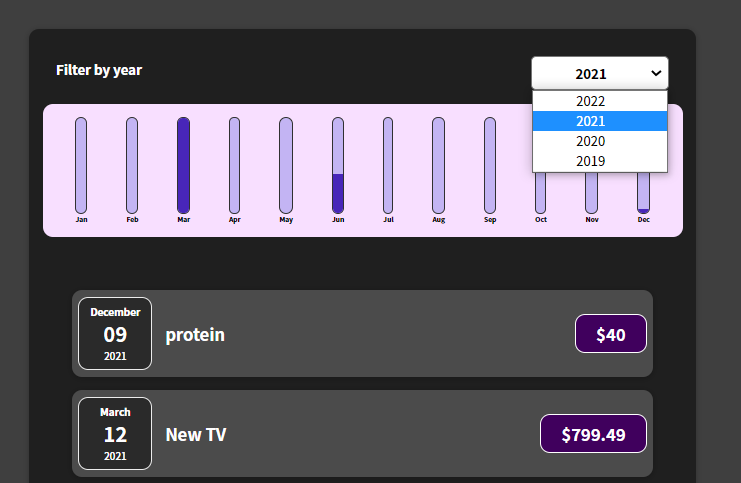 Filter by year
2021
2022
2021
2020
2019
Jan Feb Mar Apr May Jun Jul Aug Sep Oct Nov Dec
December
09
2021
protein
$40
March
12
2021
New TV
$799.49